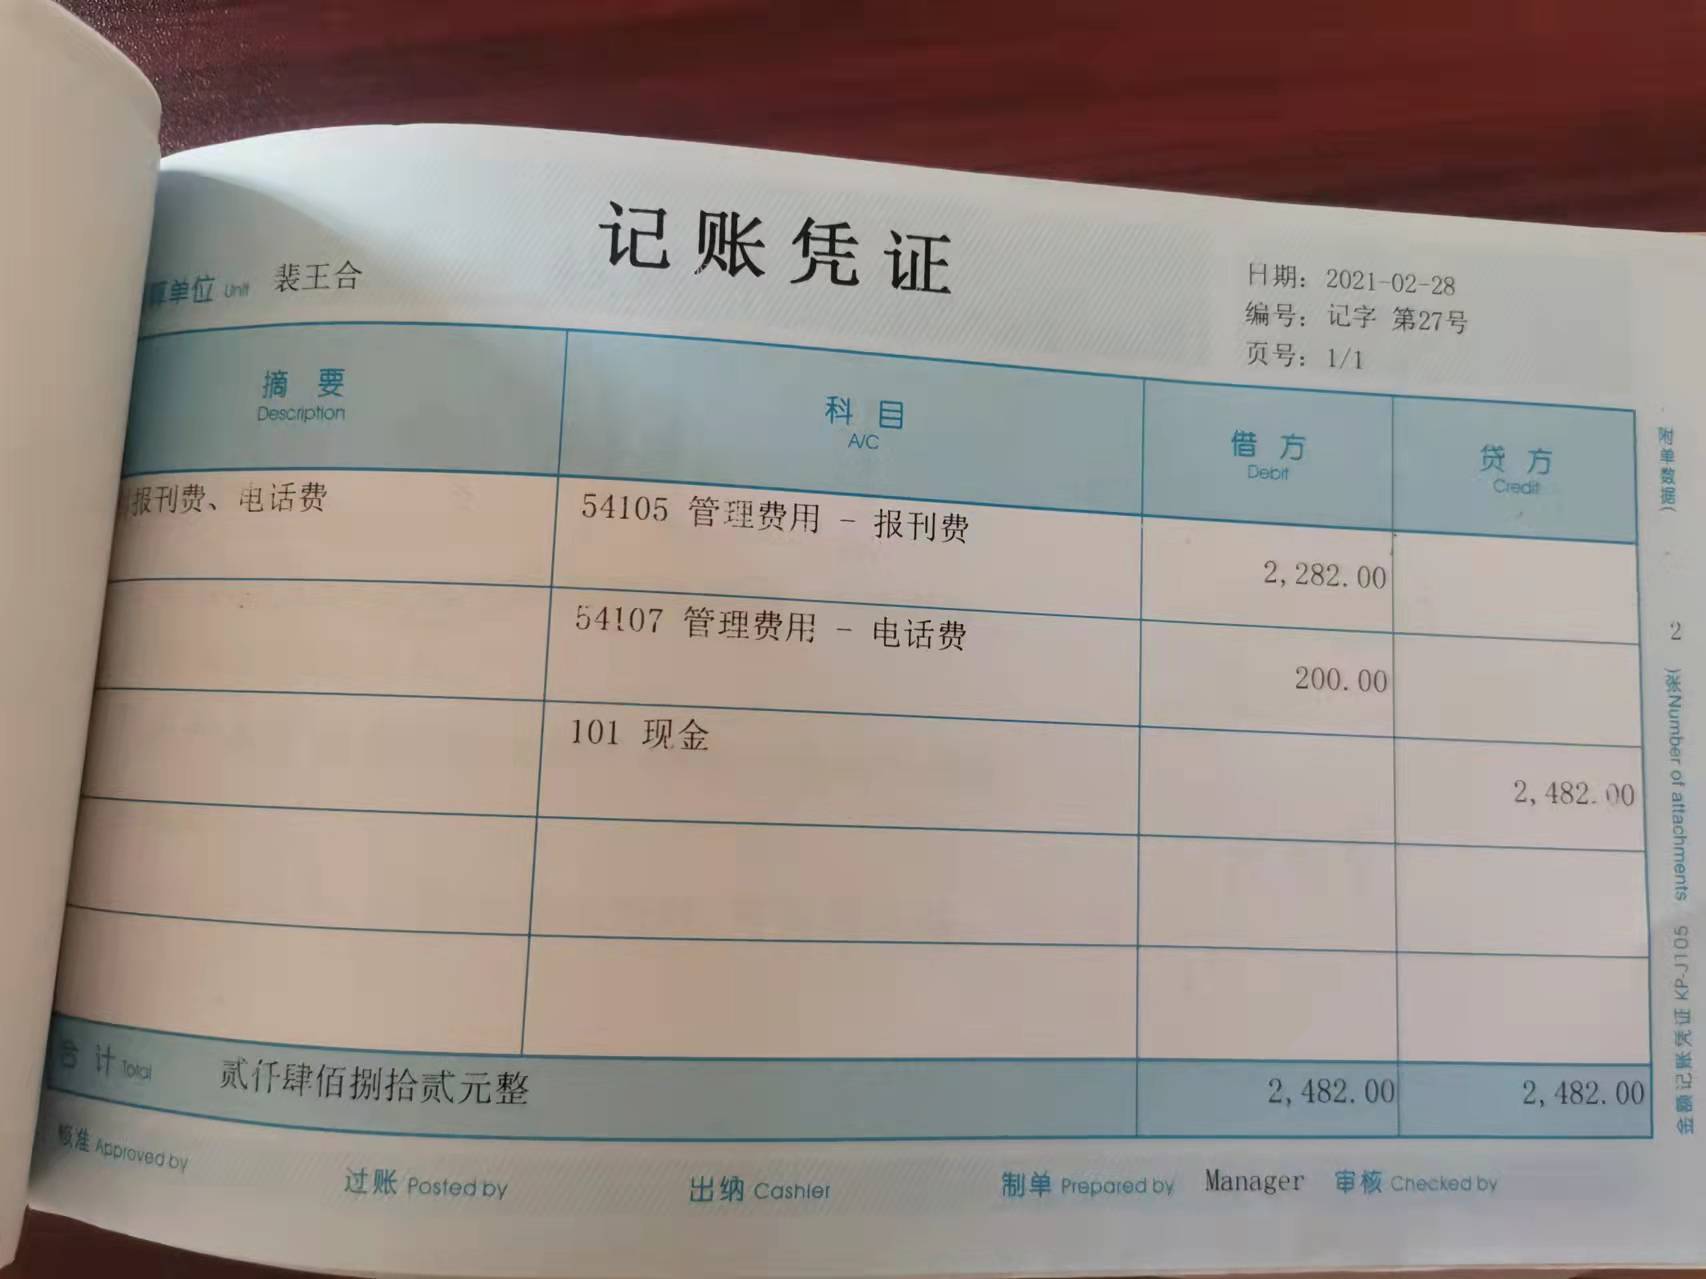 记账凭证
算单位 Unit 裴王合
日期：2021-02-28
编号：记字 第27号
页号：1/1
摘要 科目 借方 贷方
Description A/C Debit Credit
报刊费、电话费 54105 管理费用 - 报刊费
2,282.00
54107 管理费用 - 电话费
200.00
101 现金
2,482.00
合计 Total 贰仟肆佰捌拾贰元整 2,482.00 2,482.00
核准 Approved by 过账 Posted by 出纳 Cashier 制单 Prepared by Manager 审核 Checked by
附单数据） 2 （张Number of attachments 金额记账凭证 KP-J105